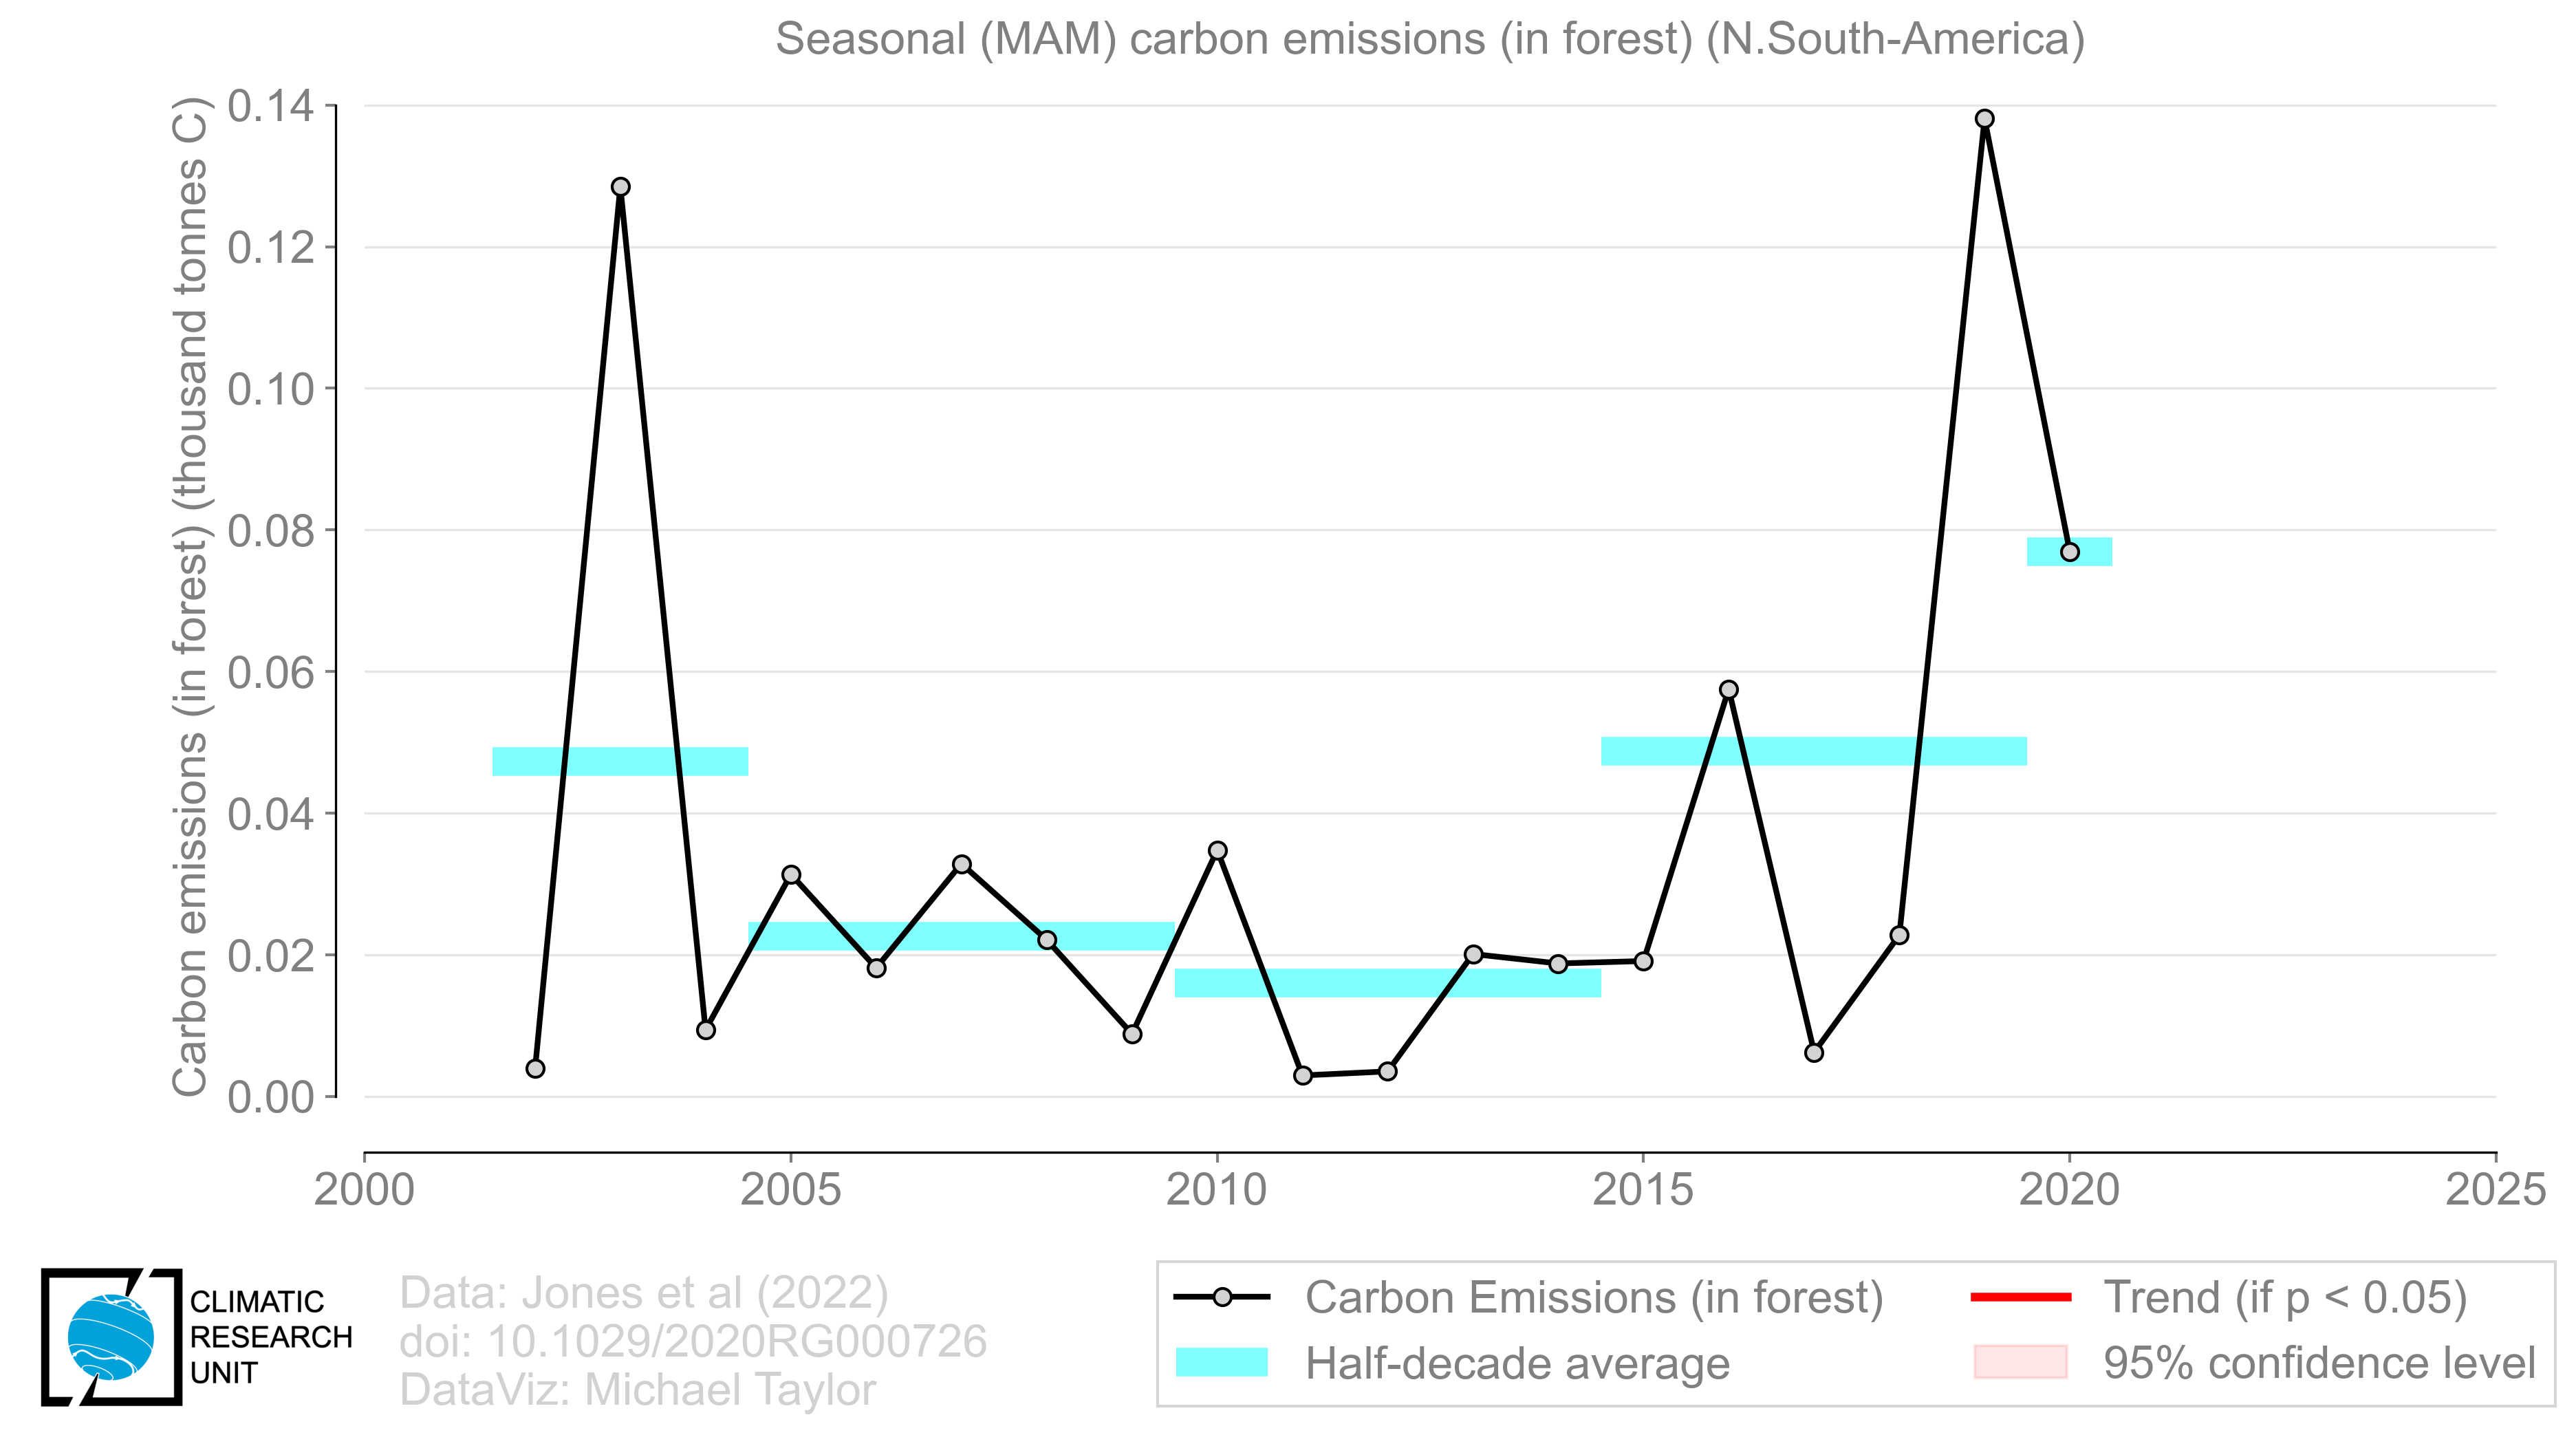 Seasonal (MAM) carbon emissions (in forest) (N.South-America)
Carbon emissions (in forest) (thousand tonnes C)
0.14
0.12
0.10
0.08
0.06
0.04
0.02
0.00
2000
2005
2010
2015
2020
2025
CLIMATIC
RESEARCH
UNIT
Data: Jones et al (2022)
doi: 10.1029/2020RG000726
DataViz: Michael Taylor
Carbon Emissions (in forest)
Half-decade average
Trend (if p < 0.05)
95% confidence level